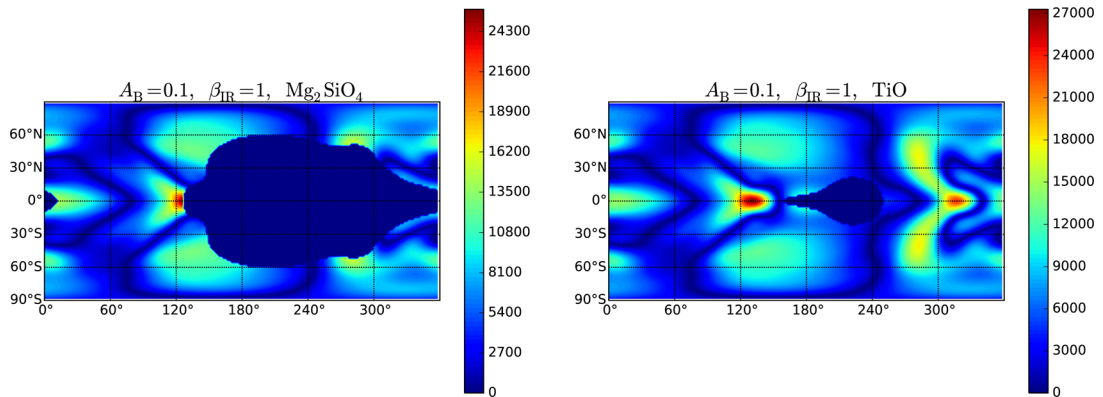 A_B=0.1, β_IR=1, Mg₂SiO₄
60°N
30°N
0°
30°S
60°S
90°S
0° 60° 120° 180° 240° 300°
24300
21600
18900
16200
13500
10800
8100
5400
2700
0
A_B=0.1, β_IR=1, TiO
60°N
30°N
0°
30°S
60°S
90°S
0° 60° 120° 180° 240° 300°
27000
24000
21000
18000
15000
12000
9000
6000
3000
0